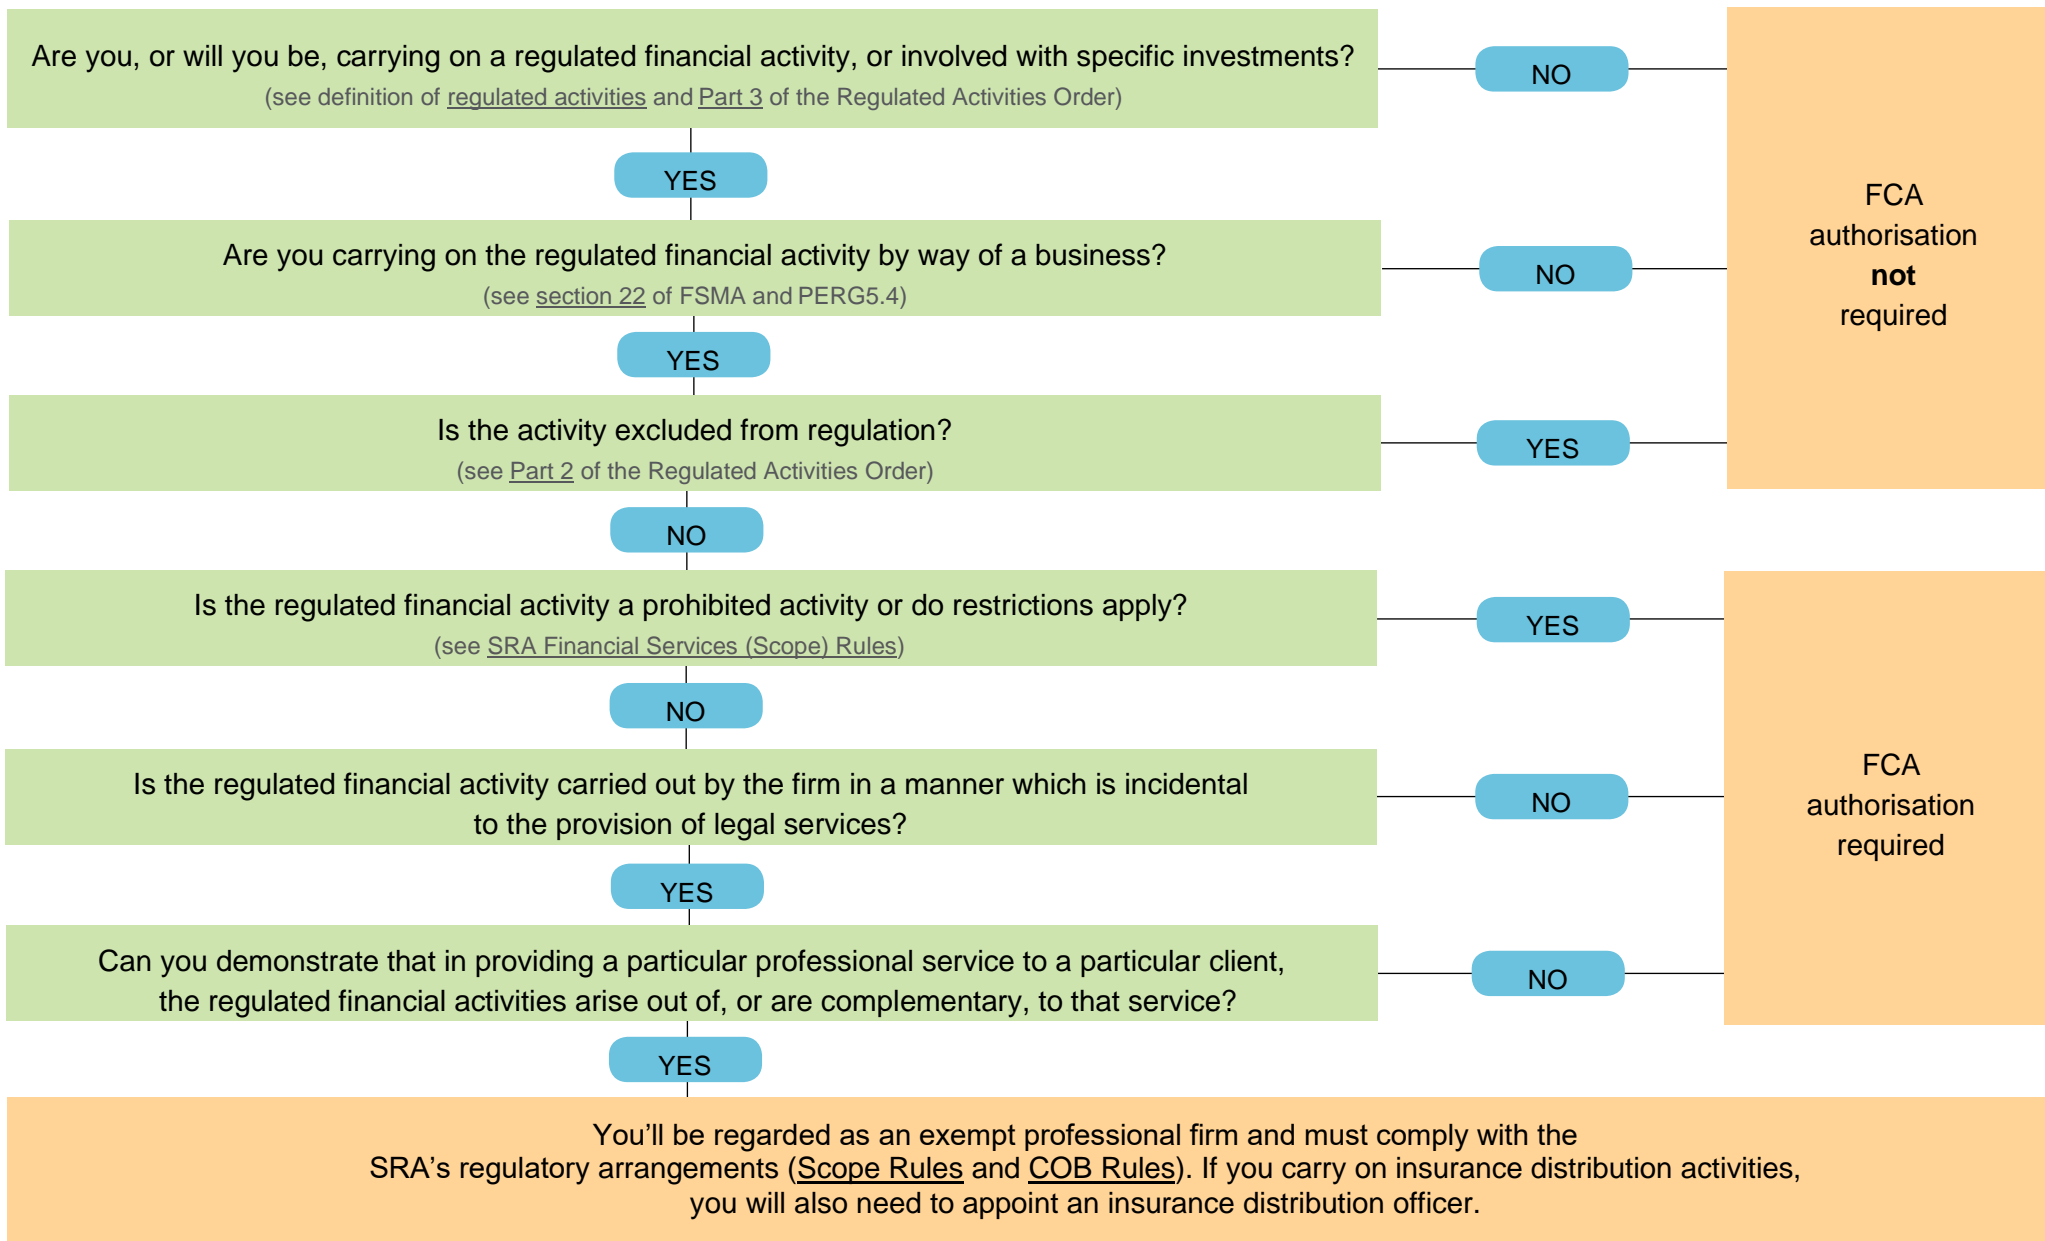 Are you, or will you be, carrying on a regulated financial activity, or involved with specific investments?
(see definition of regulated activities and Part 3 of the Regulated Activities Order)
NO
YES
FCA
authorisation
not
required
Are you carrying on the regulated financial activity by way of a business?
(see section 22 of FSMA and PERG5.4)
NO
YES
Is the activity excluded from regulation?
(see Part 2 of the Regulated Activities Order)
YES
NO
Is the regulated financial activity a prohibited activity or do restrictions apply?
(see SRA Financial Services (Scope) Rules)
YES
NO
FCA
authorisation
required
Is the regulated financial activity carried out by the firm in a manner which is incidental
to the provision of legal services?
NO
YES
Can you demonstrate that in providing a particular professional service to a particular client,
the regulated financial activities arise out of, or are complementary, to that service?
NO
YES
You’ll be regarded as an exempt professional firm and must comply with the
SRA’s regulatory arrangements (Scope Rules and COB Rules). If you carry on insurance distribution activities,
you will also need to appoint an insurance distribution officer.